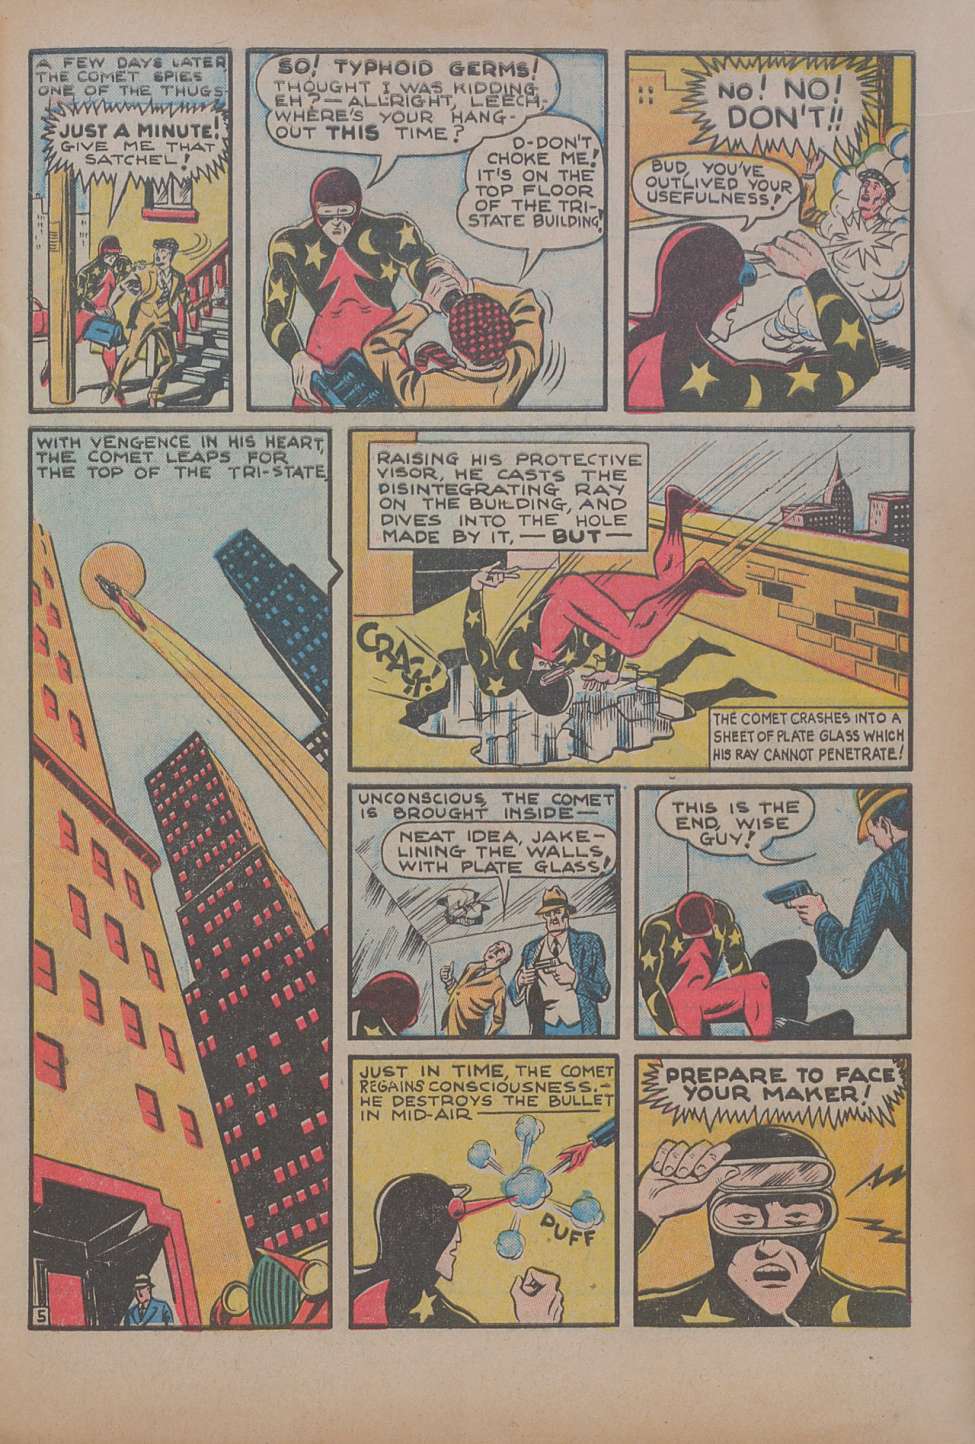 A FEW DAYS LATER,
THE COMET SPIES
ONE OF THE THUGS-
JUST A MINUTE!
GIVE ME THAT
SATCHEL!
SO! TYPHOID GERMS!
THOUGHT I WAS KIDDING
EH?—ALLRIGHT, LEECH,
WHERE'S YOUR HANG-
OUT THIS TIME?
D-DON'T
CHOKE ME!
IT'S ON THE
TOP FLOOR
OF THE TRI-
STATE BUILDING!
NO! NO!
DON'T!!
BUD, YOU'VE
OUTLIVED YOUR
USEFULNESS!
WITH VENGENCE IN HIS HEART,
THE COMET LEAPS FOR
THE TOP OF THE TRI-STATE.
5
RAISING HIS PROTECTIVE
VISOR, HE CASTS THE
DISINTEGRATING RAY
ON THE BUILDING, AND
DIVES INTO THE HOLE
MADE BY IT, — BUT —
CRASH!
THE COMET CRASHES INTO A
SHEET OF PLATE GLASS WHICH
HIS RAY CANNOT PENETRATE!
UNCONSCIOUS, THE COMET
IS BROUGHT INSIDE—
NEAT IDEA, JAKE-
LINING THE WALLS,
WITH PLATE GLASS!
THIS IS THE
END, WISE
GUY!
JUST IN TIME, THE COMET
REGAINS CONSCIOUSNESS.-
HE DESTROYS THE BULLET
IN MID-AIR
PUFF
PREPARE TO FACE
YOUR MAKER!